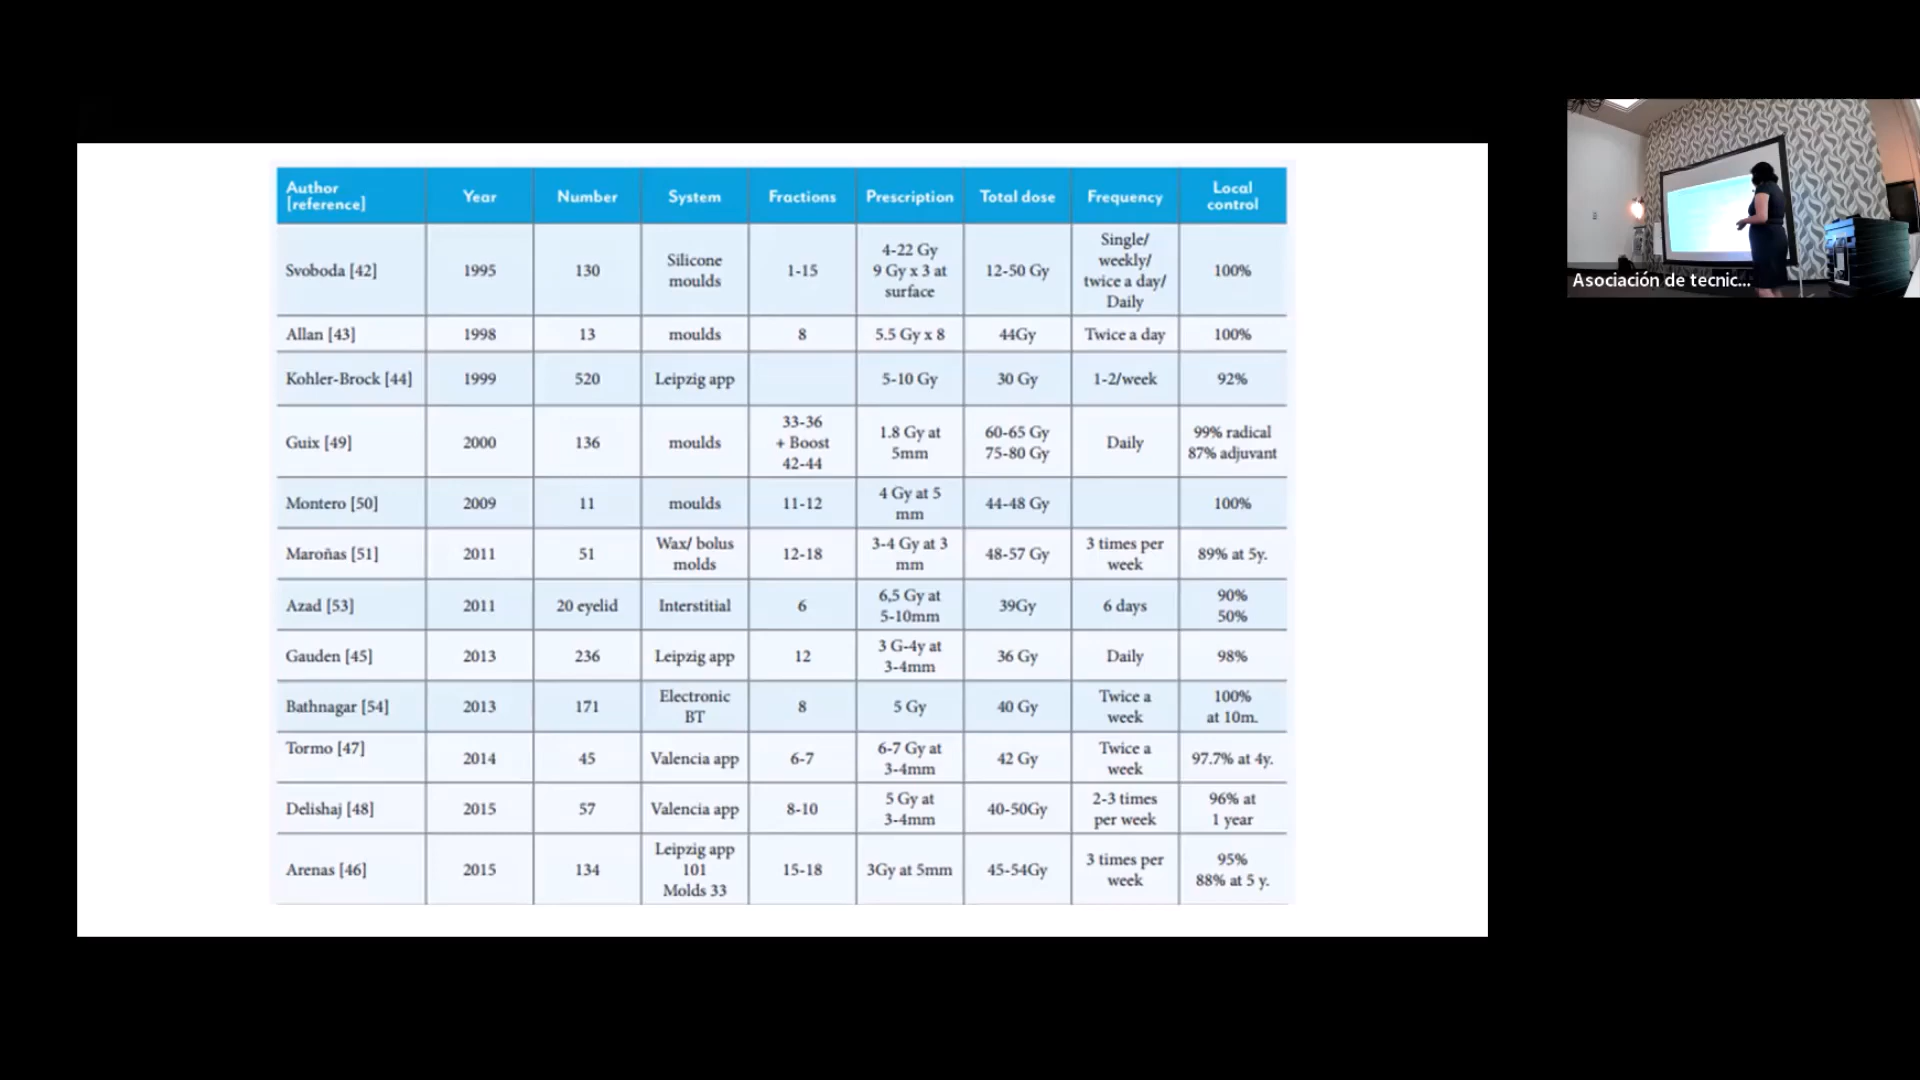 Author [reference] Year Number System Fractions Prescription Total dose Frequency Local control
Svoboda [42] 1995 130 Silicone moulds 1-15 4-22 Gy 9 Gy x 3 at surface 12-50 Gy Single/ weekly/ twice a day/ Daily 100%
Allan [43] 1998 13 moulds 8 5.5 Gy x 8 44Gy Twice a day 100%
Kohler-Brock [44] 1999 520 Leipzig app 5-10 Gy 30 Gy 1-2/week 92%
Guix [49] 2000 136 moulds 33-36 + Boost 42-44 1.8 Gy at 5mm 60-65 Gy 75-80 Gy Daily 99% radical 87% adjuvant
Montero [50] 2009 11 moulds 11-12 4 Gy at 5 mm 44-48 Gy 100%
Maroñas [51] 2011 51 Wax/ bolus molds 12-18 3-4 Gy at 3 mm 48-57 Gy 3 times per week 89% at 5y.
Azad [53] 2011 20 eyelid Interstitial 6 6,5 Gy at 5-10mm 39Gy 6 days 90% 50%
Gauden [45] 2013 236 Leipzig app 12 3 G-4y at 3-4mm 36 Gy Daily 98%
Bathnagar [54] 2013 171 Electronic BT 8 5 Gy 40 Gy Twice a week 100% at 10m.
Tormo [47] 2014 45 Valencia app 6-7 6-7 Gy at 3-4mm 42 Gy Twice a week 97.7% at 4y.
Delishaj [48] 2015 57 Valencia app 8-10 5 Gy at 3-4mm 40-50Gy 2-3 times per week 96% at 1 year
Arenas [46] 2015 134 Leipzig app 101 Molds 33 15-18 3Gy at 5mm 45-54Gy 3 times per week 95% 88% at 5 y.
Asociación de tecnic...